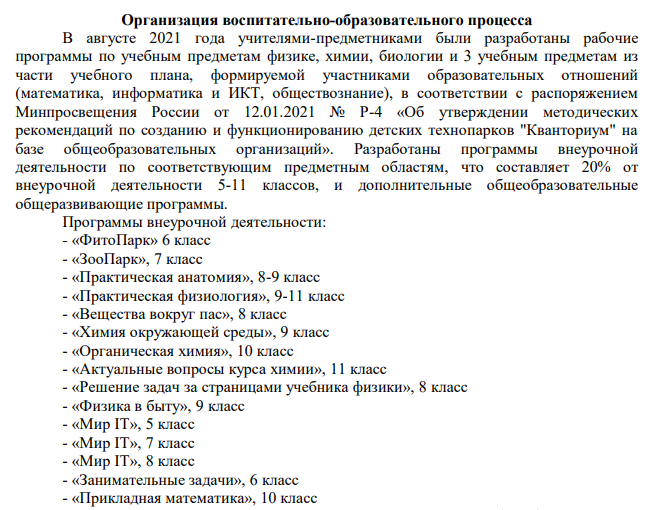 Организация воспитательно-образовательного процесса
В августе 2021 года учителями-предметниками были разработаны рабочие
программы по учебным предметам физике, химии, биологии и 3 учебным предметам из
части учебного плана, формируемой участниками образовательных отношений
(математика, информатика и ИКТ, обществознание), в соответствии с распоряжением
Минпросвещения России от 12.01.2021 № Р-4 «Об утверждении методических
рекомендаций по созданию и функционированию детских технопарков "Кванториум" на
базе общеобразовательных организаций». Разработаны программы внеурочной
деятельности по соответствующим предметным областям, что составляет 20% от
внеурочной деятельности 5-11 классов, и дополнительные общеобразовательные
общеразвивающие программы.
Программы внеурочной деятельности:
- «ФитоПарк» 6 класс
- «ЗооПарк», 7 класс
- «Практическая анатомия», 8-9 класс
- «Практическая физиология», 9-11 класс
- «Вещества вокруг пас», 8 класс
- «Химия окружающей среды», 9 класс
- «Органическая химия», 10 класс
- «Актуальные вопросы курса химии», 11 класс
- «Решение задач за страницами учебника физики», 8 класс
- «Физика в быту», 9 класс
- «Мир IT», 5 класс
- «Мир IT», 7 класс
- «Мир IT», 8 класс
- «Занимательные задачи», 6 класс
- «Прикладная математика», 10 класс